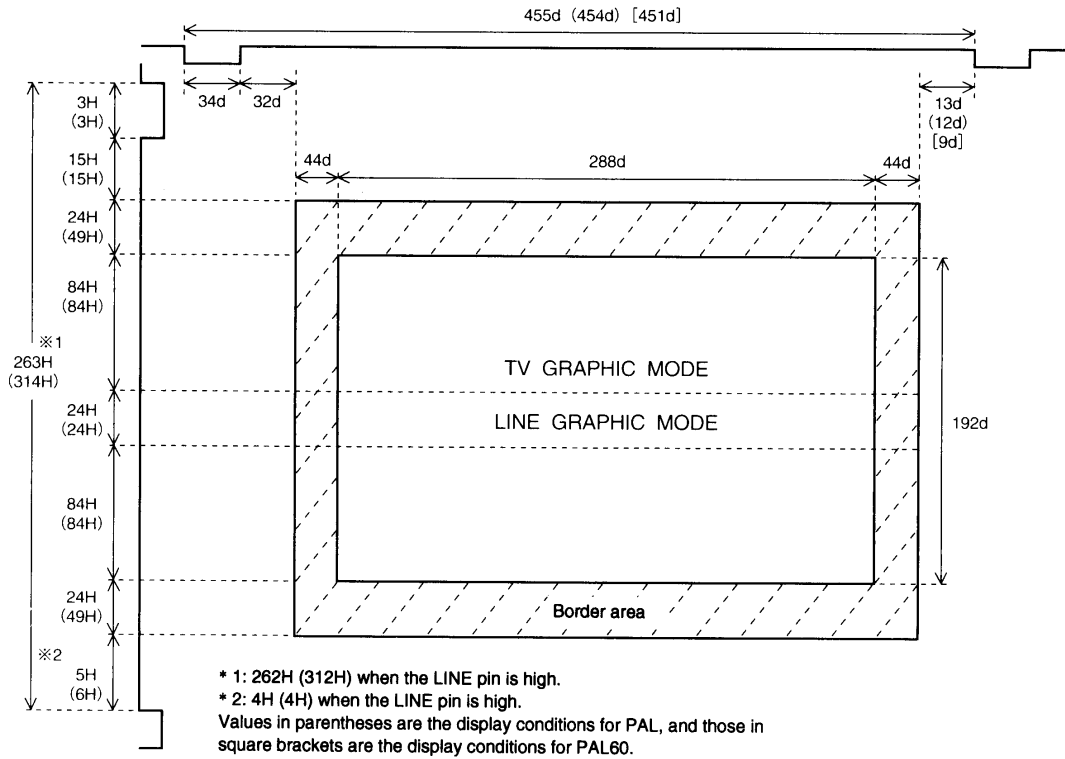 455d (454d) [451d]
34d
32d
13d
(12d)
[9d]
3H
(3H)
15H
(15H)
44d
288d
44d
24H
(49H)
84H
(84H)
※1
263H
(314H)
TV GRAPHIC MODE
24H
(24H)
LINE GRAPHIC MODE
192d
84H
(84H)
24H
(49H)
Border area
※2
5H
(6H)
* 1: 262H (312H) when the LINE pin is high.
* 2: 4H (4H) when the LINE pin is high.
Values in parentheses are the display conditions for PAL, and those in
square brackets are the display conditions for PAL60.